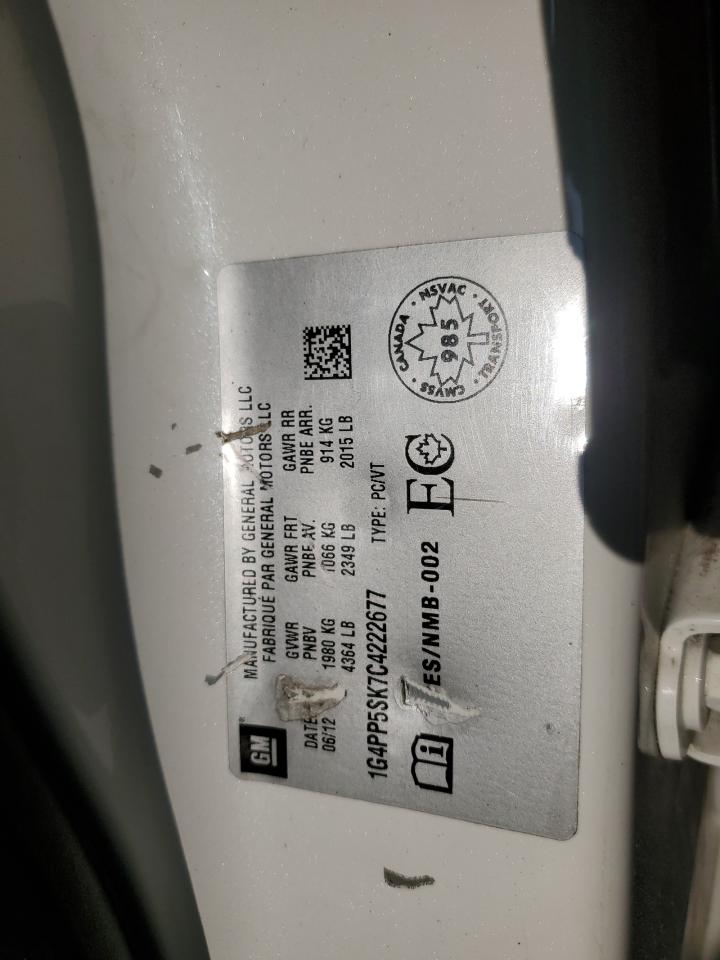 GM
MANUFACTURED BY GENERAL MOTORS LLC
FABRIQUÉ PAR GENERAL MOTORS LLC
DATE GVWR GAWR FRT GAWR RR
PNBV PNBE AV. PNBE ARR.
06/12 1980 KG 1066 KG 914 KG
4364 LB 2349 LB 2015 LB
1G4PP5SK7C4222677 TYPE: PC/VT
ES/NMB-002 EC
CANADA · NSVAC · TRANSPORT · CMVSS
985